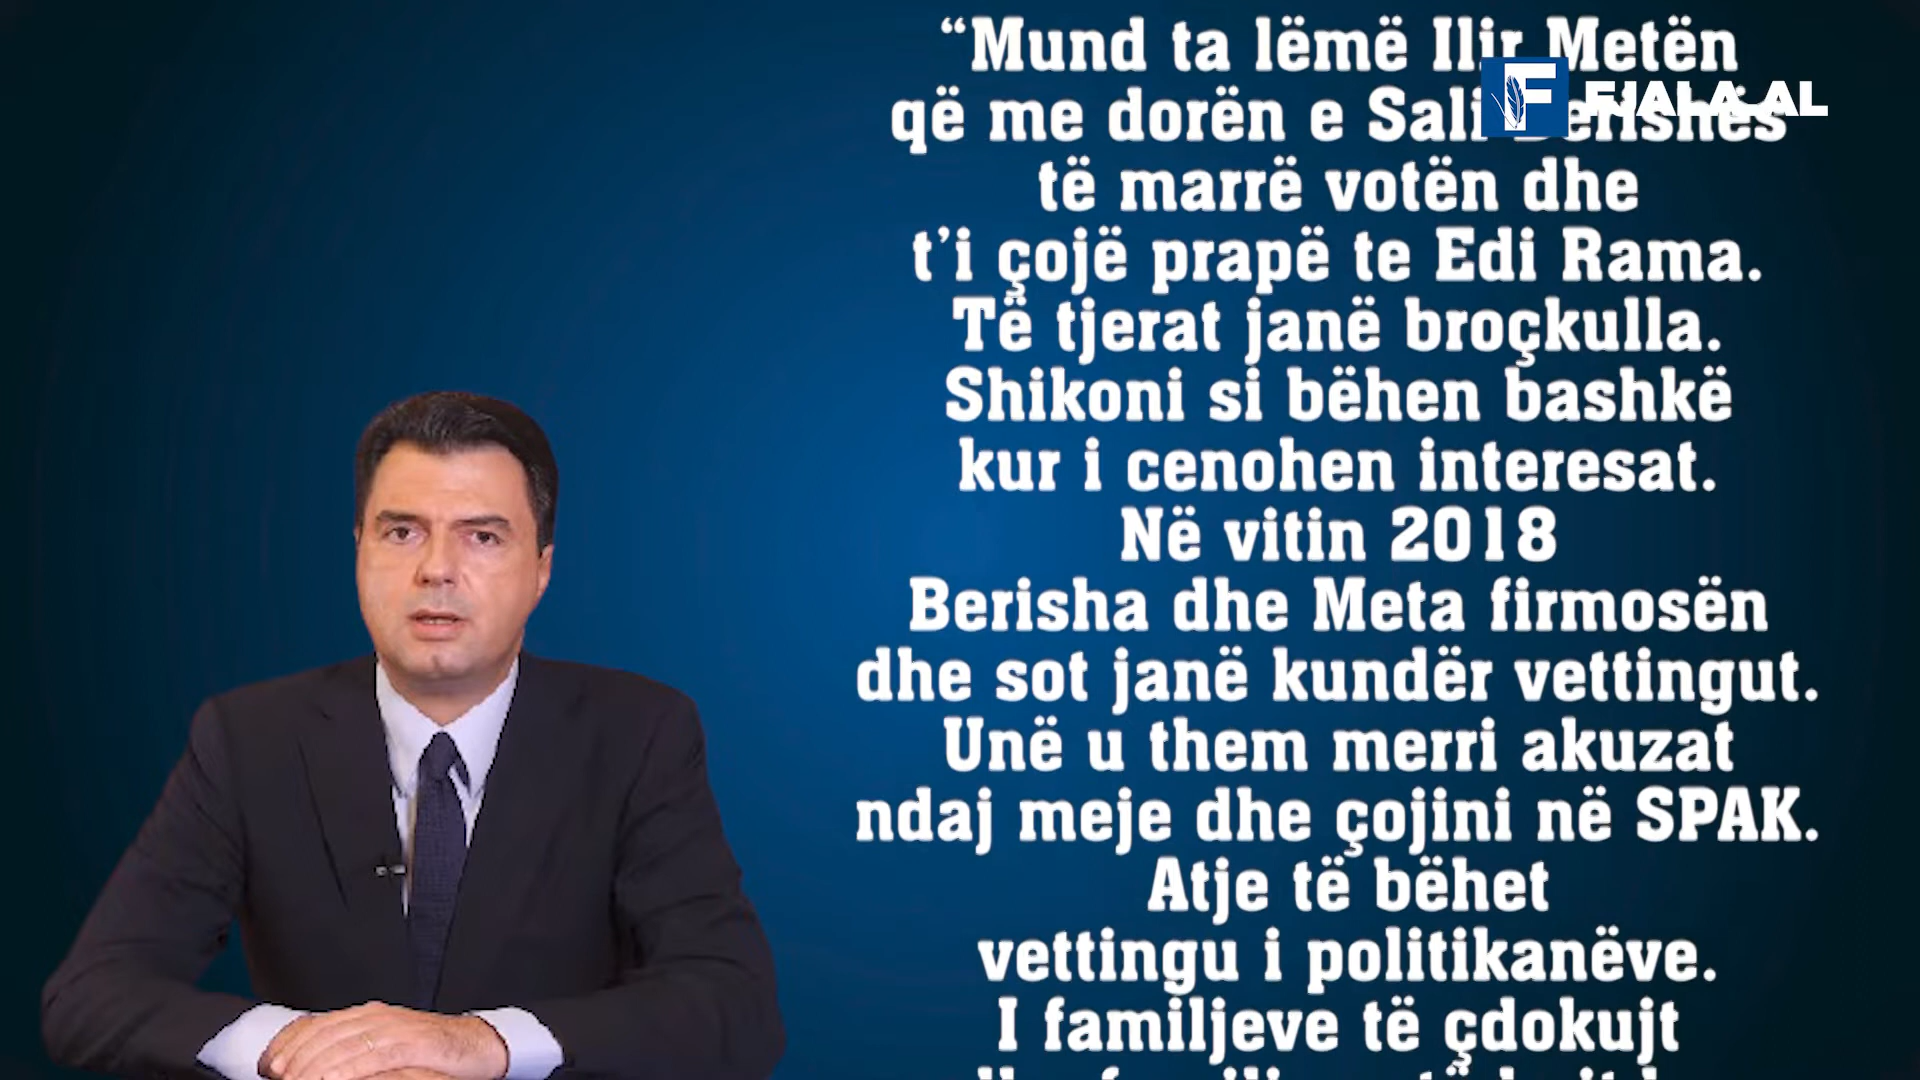 “Mund ta lëmë Ilir Metën
që me dorën e Sali Berishës
të marrë votën dhe
t’i çojë prapë te Edi Rama.
Të tjerat janë broçkulla.
Shikoni si bëhen bashkë
kur i cenohen interesat.
Në vitin 2018
Berisha dhe Meta firmosën
dhe sot janë kundër vettingut.
Unë u them merri akuzat
ndaj meje dhe çojini në SPAK.
Atje të bëhet
vettingu i politikanëve.
I familjeve të çdokujt
FJALA.AL